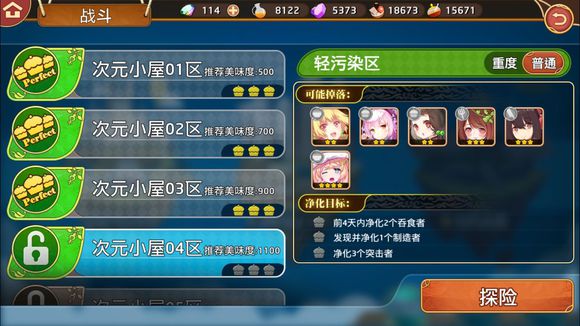 战斗
114
8122
5373
18673
15671
次元小屋01区推荐美味度:500
Perfect
次元小屋02区推荐美味度:700
Perfect
次元小屋03区推荐美味度:900
Perfect
次元小屋04区推荐美味度:1100
轻污染区
重度
普通
可能掉落:
净化目标:
前4天内净化2个吞食者
发现并净化1个制造者
净化3个突击者
探险